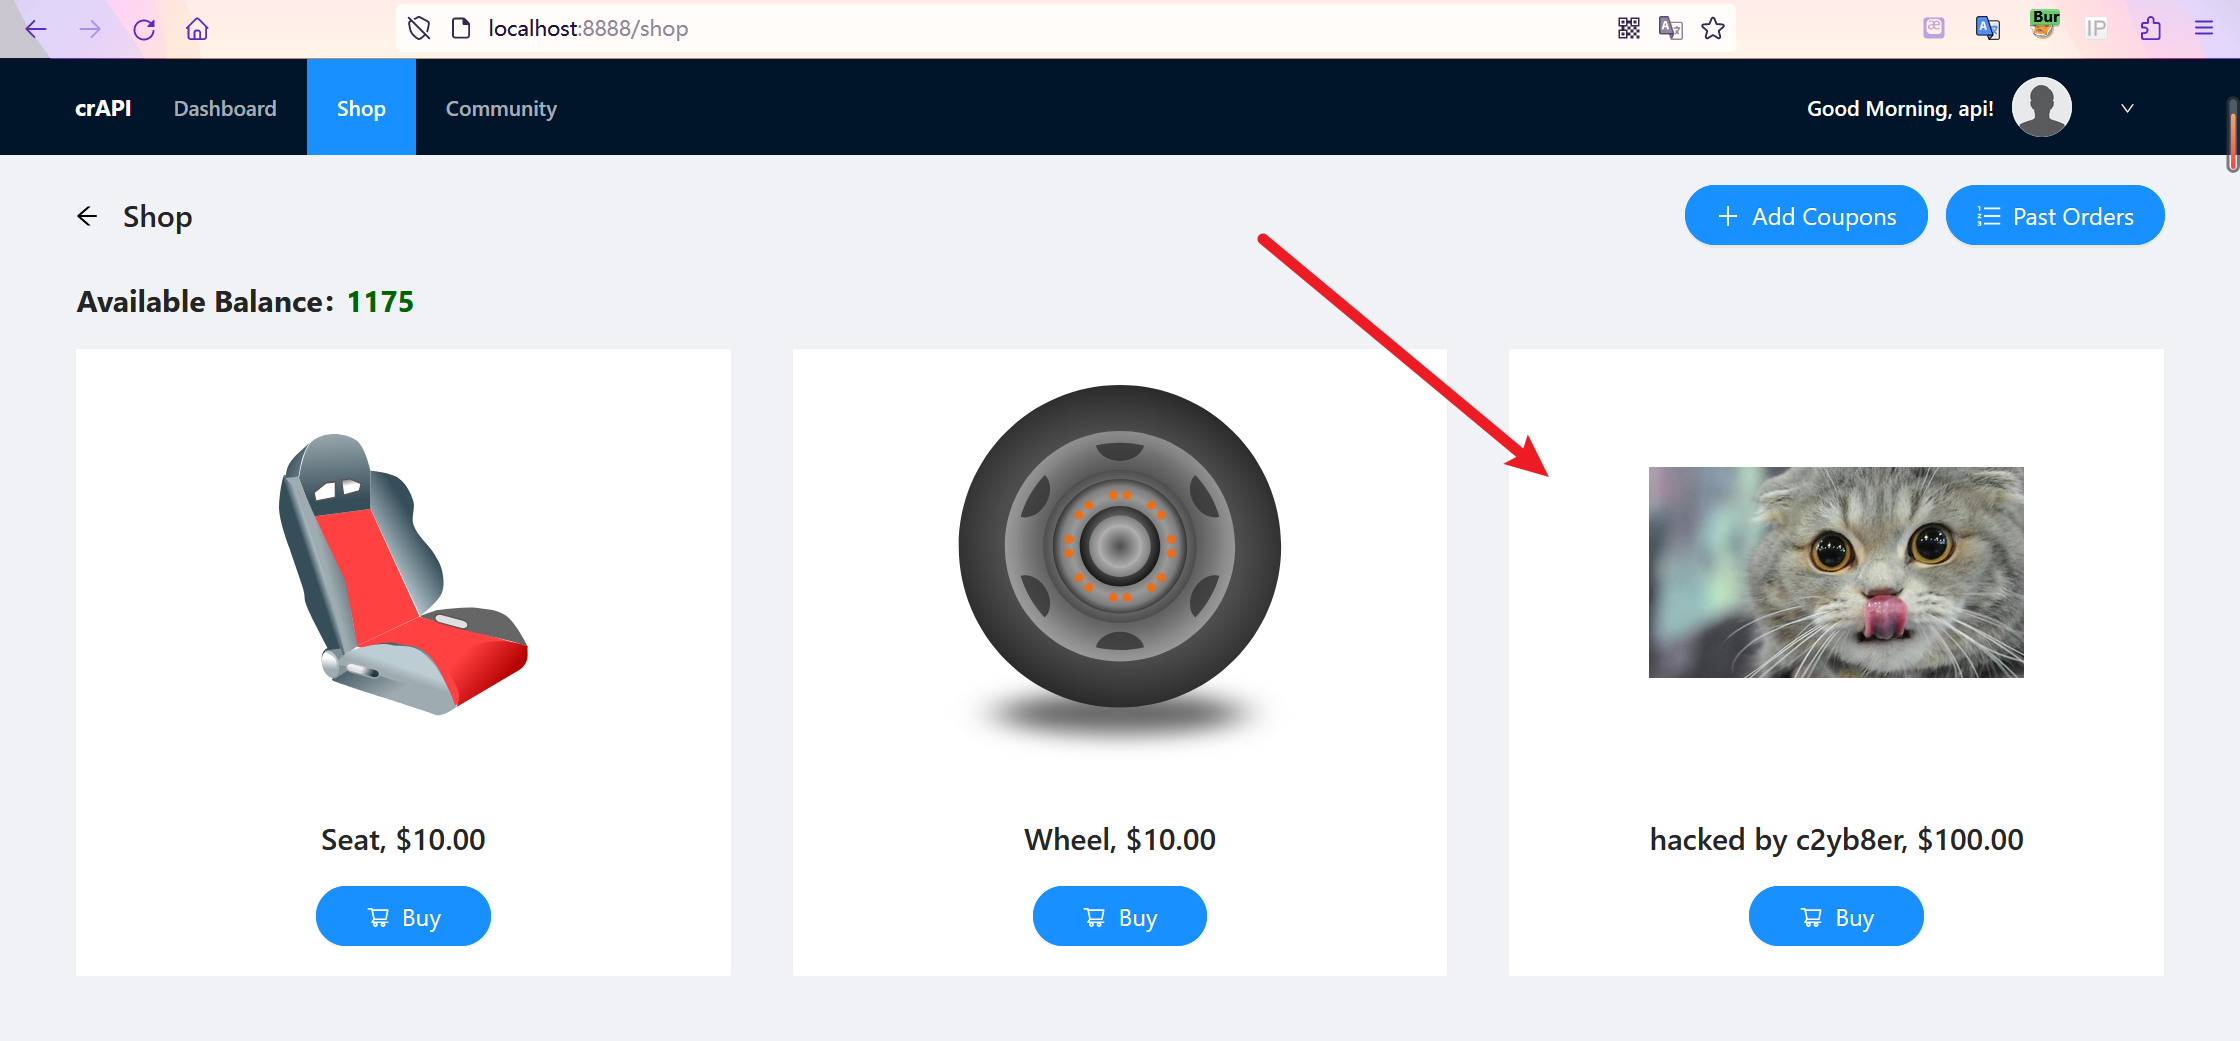 localhost:8888/shop
Bur
IP
crAPI
Dashboard
Shop
Community
Good Morning, api!
Shop
Add Coupons
Past Orders
Available Balance: 1175
Seat, $10.00
Wheel, $10.00
hacked by c2yb8er, $100.00
Buy
Buy
Buy